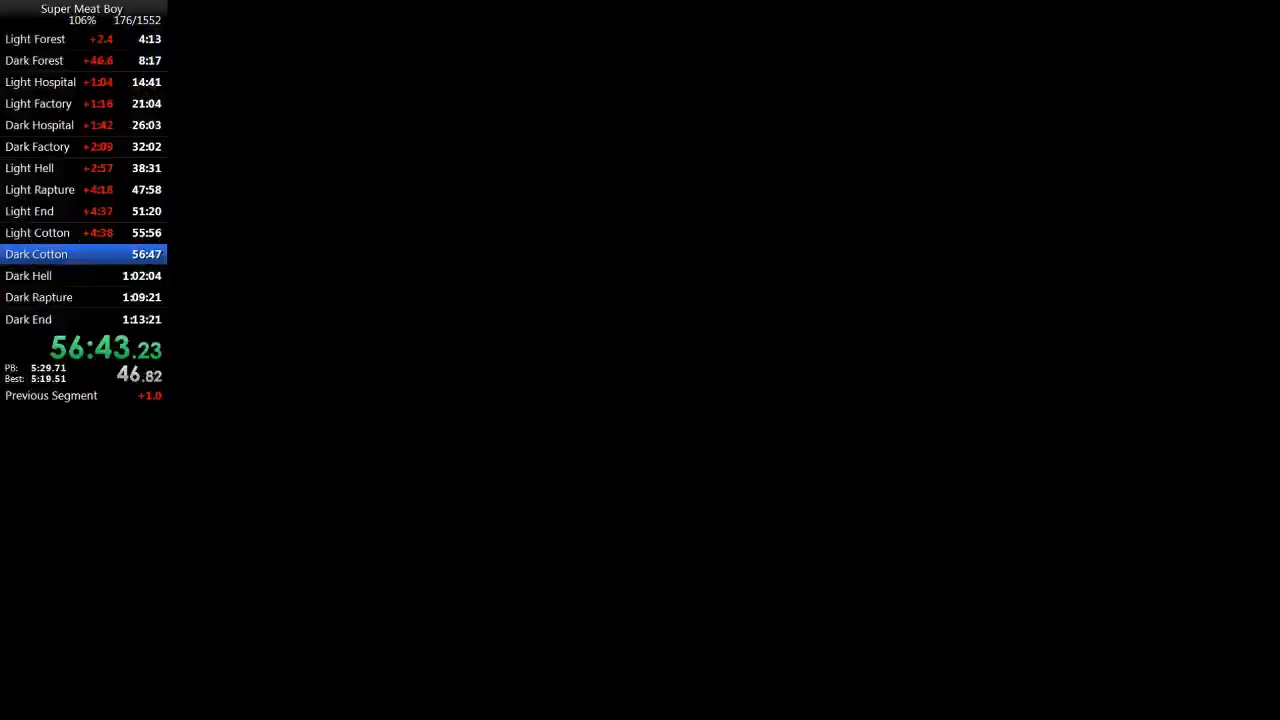 Super Meat Boy
106% 176/1552
Light Forest +2.4 4:13
Dark Forest +46.6 8:17
Light Hospital +1:04 14:41
Light Factory +1:16 21:04
Dark Hospital +1:42 26:03
Dark Factory +2:09 32:02
Light Hell +2:57 38:31
Light Rapture +4:18 47:58
Light End +4:37 51:20
Light Cotton +4:38 55:56
Dark Cotton 56:47
Dark Hell 1:02:04
Dark Rapture 1:09:21
Dark End 1:13:21
56:43.23
PB: 5:29.71
Best: 5:19.51
46.82
Previous Segment +1.0